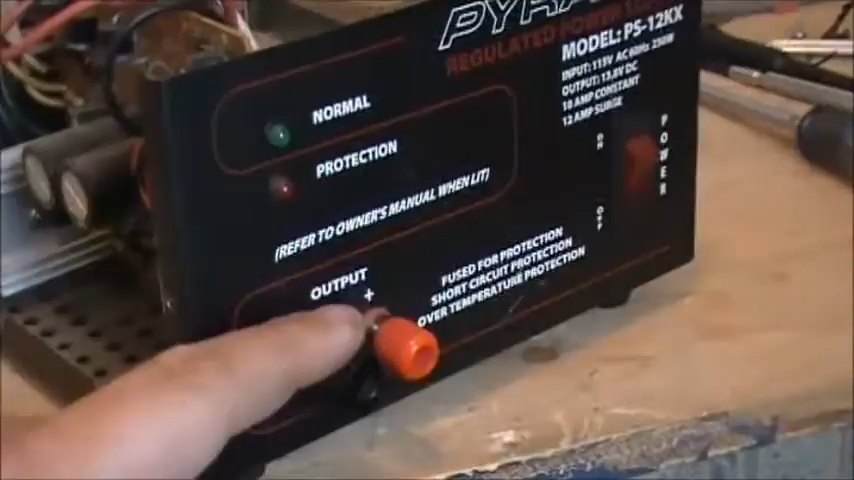 PYRA
REGULATED POWER
MODEL: PS-12KX
INPUT: 115V AC 60Hz 250W
OUTPUT: 13.8V DC
10 AMP CONSTANT
12 AMP SURGE
NORMAL
PROTECTION
(REFER TO OWNER'S MANUAL WHEN LIT)
ON
POWER
OFF
OUTPUT
+
FUSED FOR PROTECTION
SHORT CIRCUIT PROTECTION
OVER TEMPERATURE PROTECTION